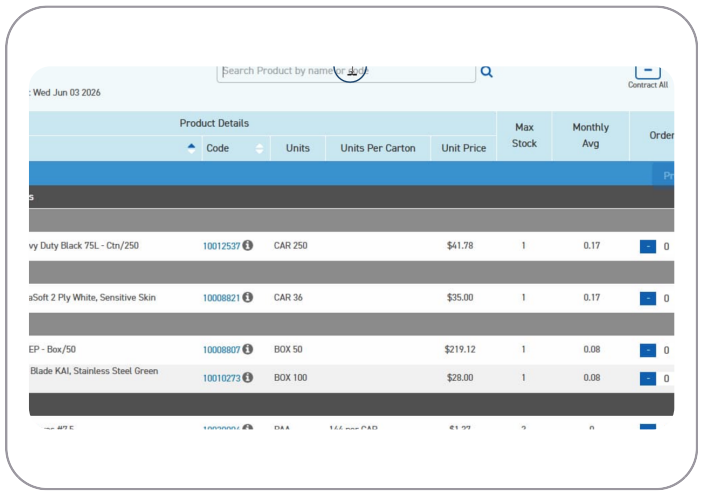 Search Product by name or code
: Wed Jun 03 2026
Contract All
Product Details
Max Stock
Monthly Avg
Order
Code
Units
Units Per Carton
Unit Price
Pr
s
vy Duty Black 75L - Ctn/250 10012537 CAR 250 $41.78 1 0.17 - 0
aSoft 2 Ply White, Sensitive Skin 10008821 CAR 36 $35.00 1 0.17 - 0
EP - Box/50 10008807 BOX 50 $219.12 1 0.08 - 0
Blade KAI, Stainless Steel Green 10010273 BOX 100 $28.00 1 0.08 - 0